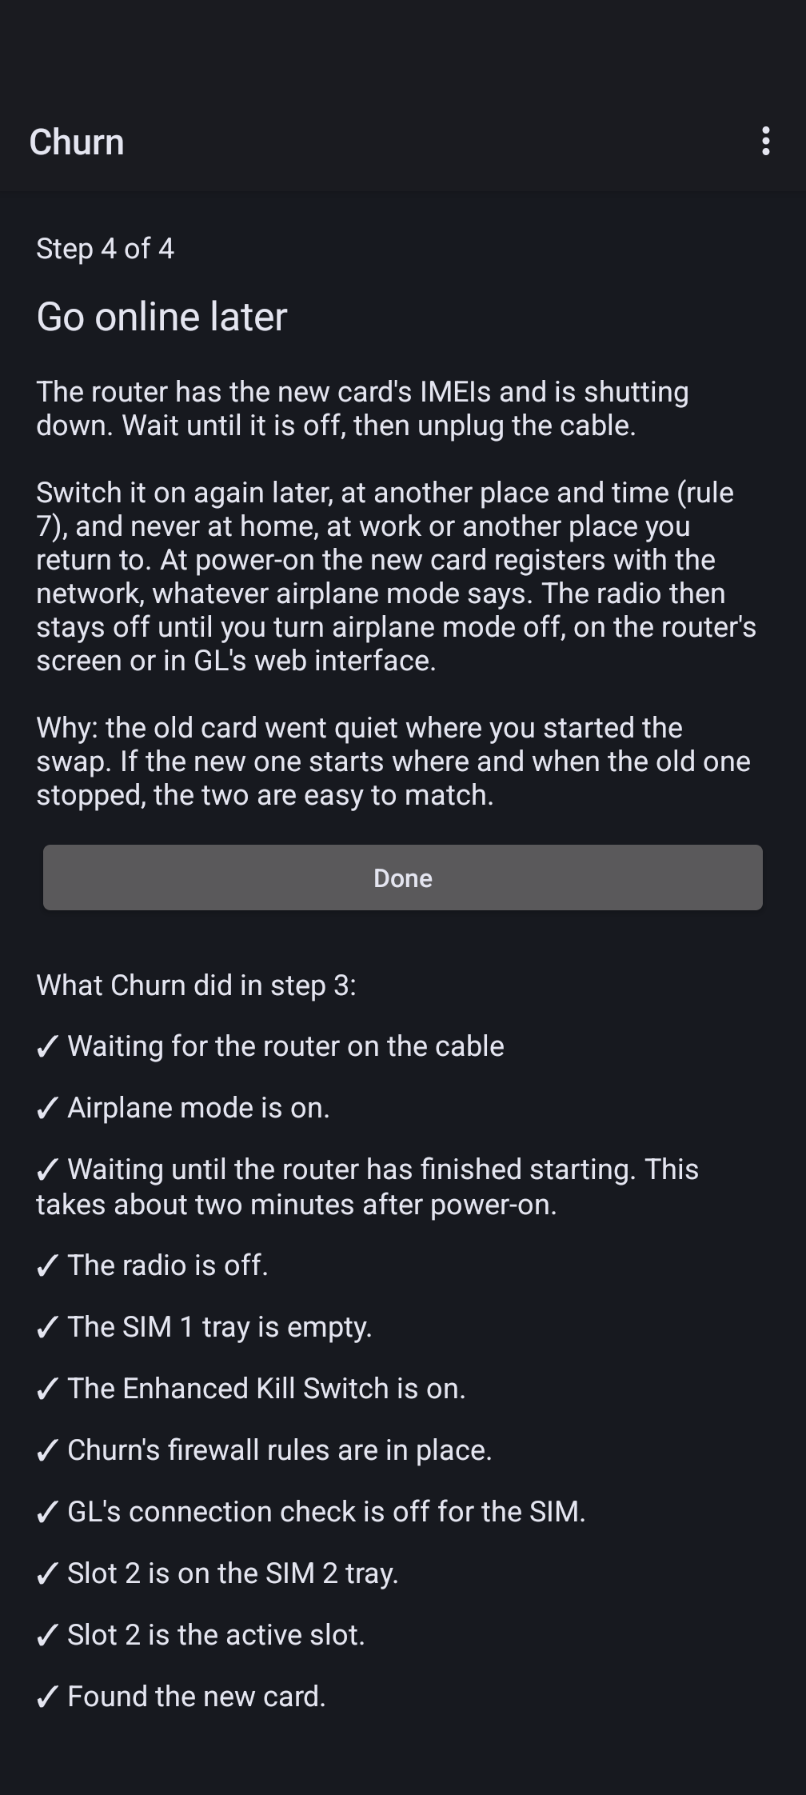 Churn
Step 4 of 4
Go online later
The router has the new card's IMEIs and is shutting
down. Wait until it is off, then unplug the cable.
Switch it on again later, at another place and time (rule
7), and never at home, at work or another place you
return to. At power-on the new card registers with the
network, whatever airplane mode says. The radio then
stays off until you turn airplane mode off, on the router's
screen or in GL's web interface.
Why: the old card went quiet where you started the
swap. If the new one starts where and when the old one
stopped, the two are easy to match.
Done
What Churn did in step 3:
✓ Waiting for the router on the cable
✓ Airplane mode is on.
✓ Waiting until the router has finished starting. This
takes about two minutes after power-on.
✓ The radio is off.
✓ The SIM 1 tray is empty.
✓ The Enhanced Kill Switch is on.
✓ Churn's firewall rules are in place.
✓ GL's connection check is off for the SIM.
✓ Slot 2 is on the SIM 2 tray.
✓ Slot 2 is the active slot.
✓ Found the new card.